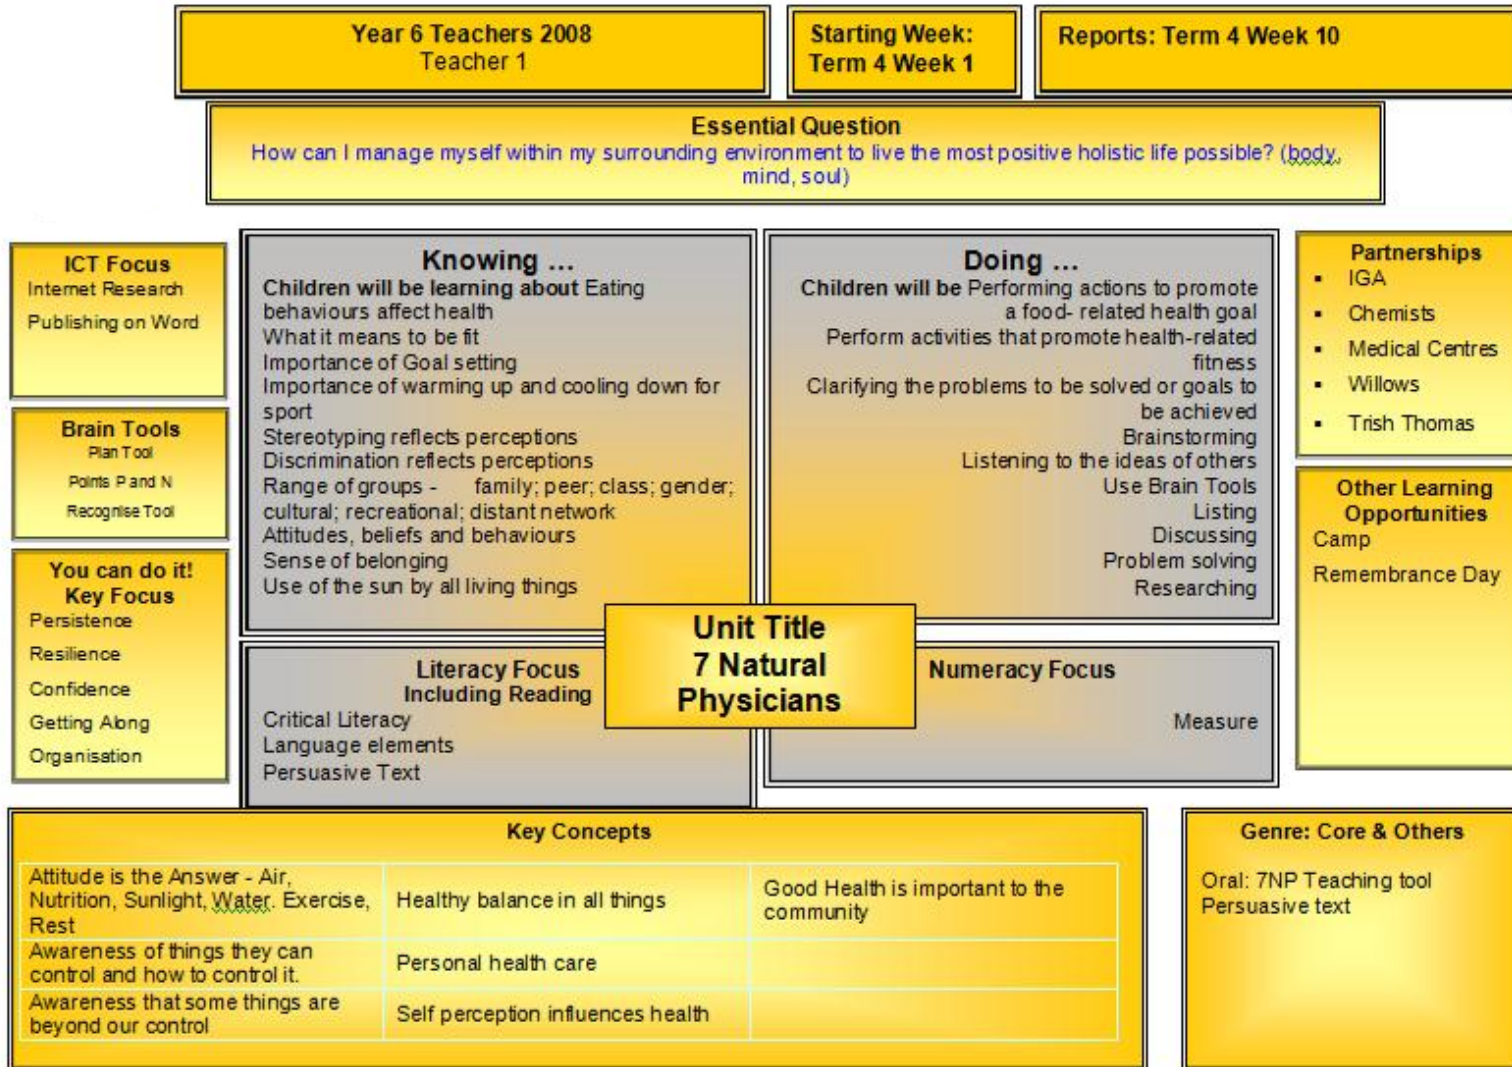 Year 6 Teachers 2008
Teacher 1
Starting Week:
Term 4 Week 1
Reports: Term 4 Week 10
Essential Question
How can I manage myself within my surrounding environment to live the most positive holistic life possible? (body,
mind, soul)
ICT Focus
Internet Research
Publishing on Word
Brain Tools
Plan Tool
Points P and N
Recognise Tool
You can do it!
Key Focus
Persistence
Resilience
Confidence
Getting Along
Organisation
Knowing ...
Children will be learning about Eating
behaviours affect health
What it means to be fit
Importance of Goal setting
Importance of warming up and cooling down for
sport
Stereotyping reflects perceptions
Discrimination reflects perceptions
Range of groups - family; peer; class; gender;
cultural; recreational; distant network
Attitudes, beliefs and behaviours
Sense of belonging
Use of the sun by all living things
Doing ...
Children will be Performing actions to promote
a food- related health goal
Perform activities that promote health-related
fitness
Clarifying the problems to be solved or goals to
be achieved
Brainstorming
Listening to the ideas of others
Use Brain Tools
Listing
Discussing
Problem solving
Researching
Partnerships
IGA
Chemists
Medical Centres
Willows
Trish Thomas
Other Learning
Opportunities
Camp
Remembrance Day
Unit Title
7 Natural
Physicians
Literacy Focus
Including Reading
Critical Literacy
Language elements
Persuasive Text
Numeracy Focus
Measure
Key Concepts
Attitude is the Answer - Air,
Nutrition, Sunlight, Water. Exercise,
Rest
Healthy balance in all things
Good Health is important to the
community
Awareness of things they can
control and how to control it.
Personal health care
Awareness that some things are
beyond our control
Self perception influences health
Genre: Core & Others
Oral: 7NP Teaching tool
Persuasive text